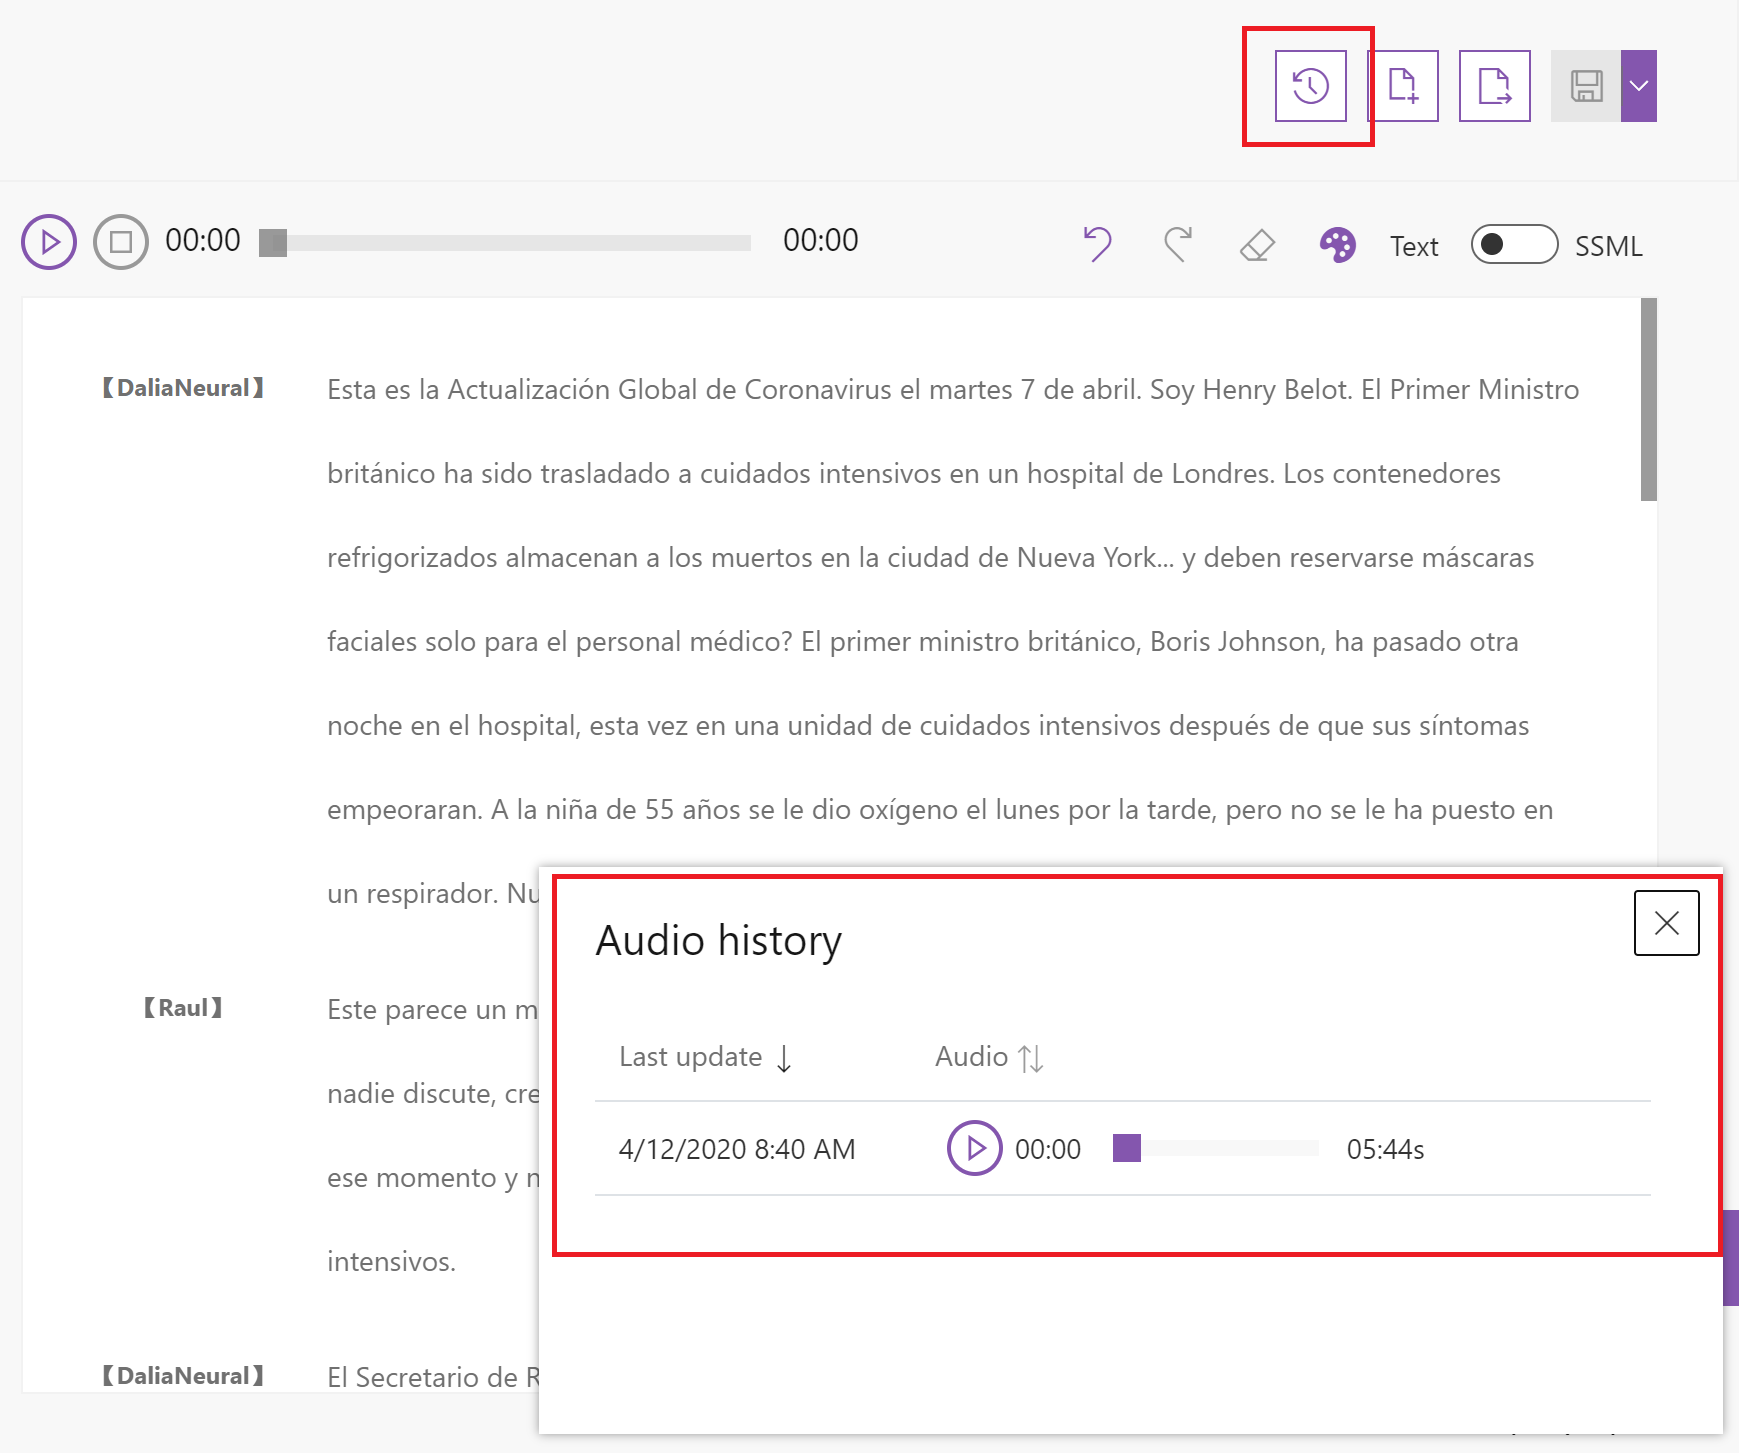 00:00 00:00 Text SSML
【DaliaNeural】 Esta es la Actualización Global de Coronavirus el martes 7 de abril. Soy Henry Belot. El Primer Ministro
británico ha sido trasladado a cuidados intensivos en un hospital de Londres. Los contenedores
refrigorizados almacenan a los muertos en la ciudad de Nueva York... y deben reservarse máscaras
faciales solo para el personal médico? El primer ministro británico, Boris Johnson, ha pasado otra
noche en el hospital, esta vez en una unidad de cuidados intensivos después de que sus síntomas
empeoraran. A la niña de 55 años se le dio oxígeno el lunes por la tarde, pero no se le ha puesto en
un respirador.
【Raul】 Este parece un
nadie discute,
ese momento y
intensivos.
【DaliaNeural】 El Secretario de
Audio history
Last update Audio
4/12/2020 8:40 AM 00:00 05:44s